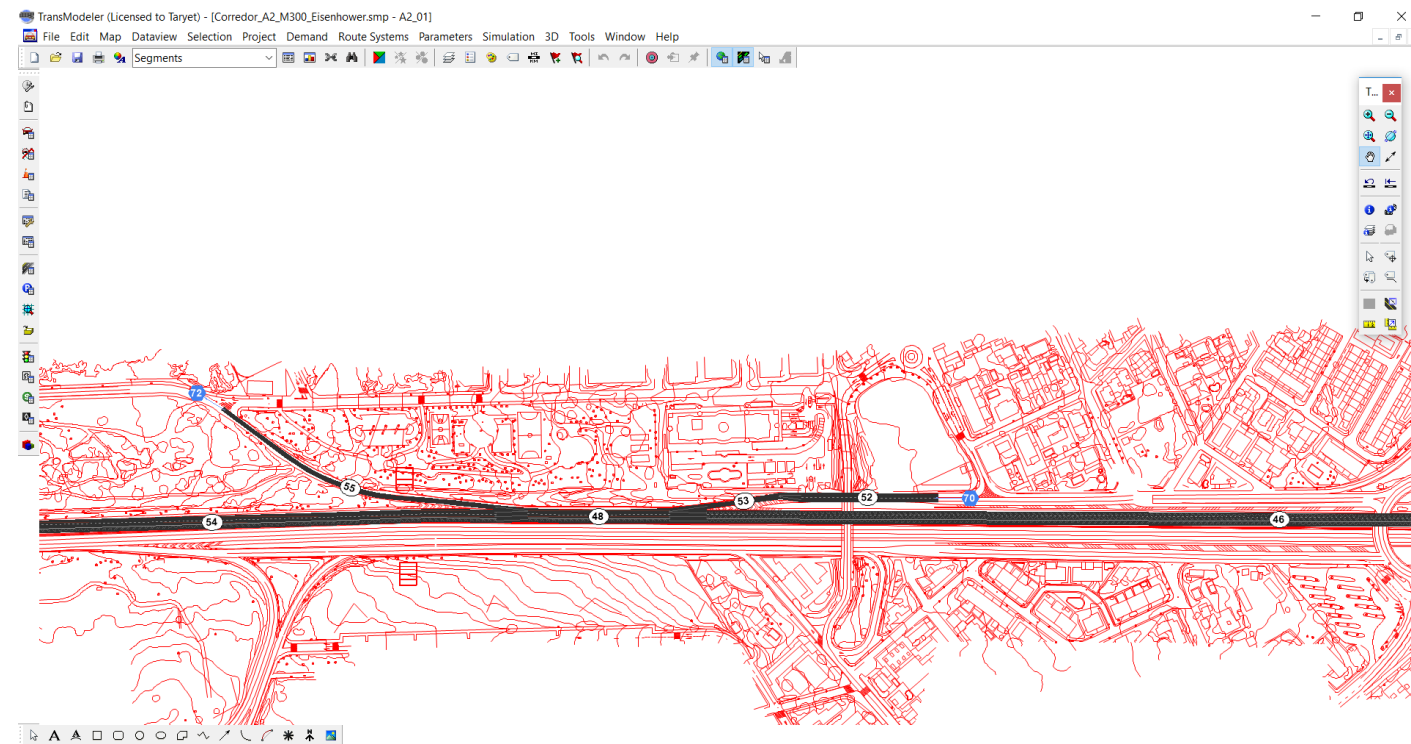 TransModeler (Licensed to Taryet) - [Corredor_A2_M300_Eisenhower.smp - A2_01]
File Edit Map Dataview Selection Project Demand Route Systems Parameters Simulation 3D Tools Window Help
Segments
T...
72
55
53
52
70
54
48
46